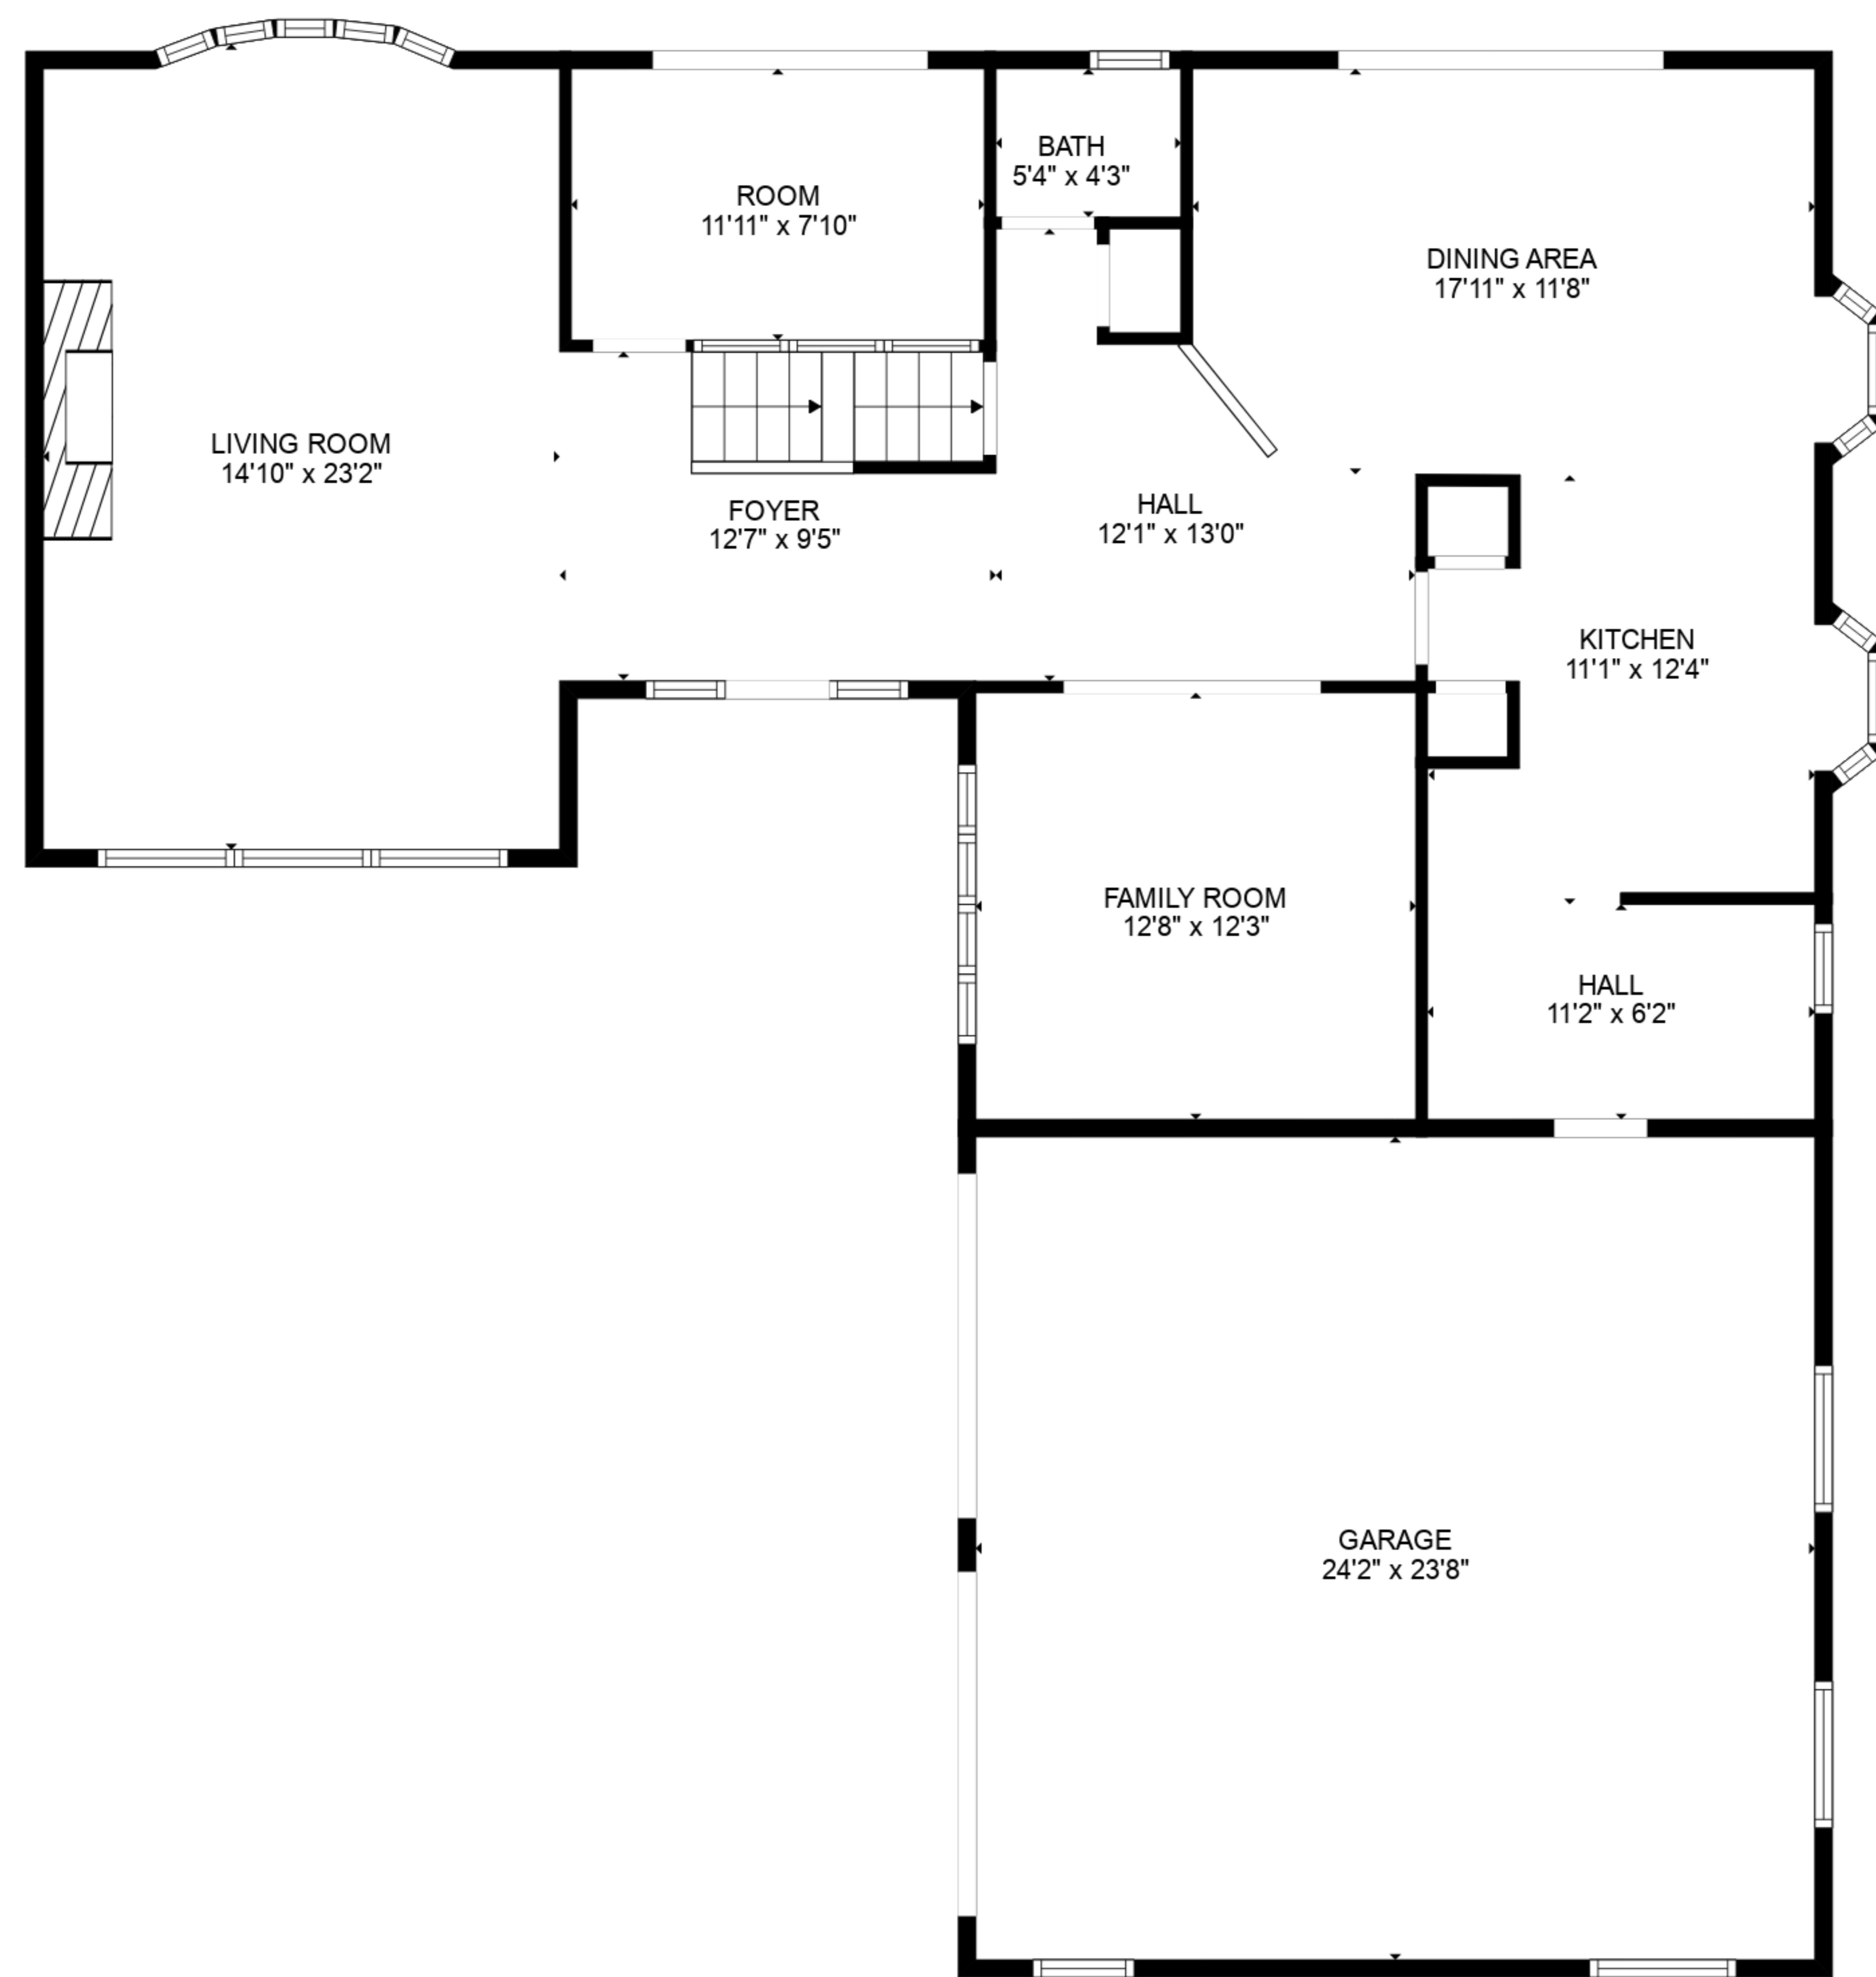 BATH
5'4" x 4'3"
ROOM
11'11" x 7'10"
DINING AREA
17'11" x 11'8"
LIVING ROOM
14'10" x 23'2"
FOYER
12'7" x 9'5"
HALL
12'1" x 13'0"
KITCHEN
11'1" x 12'4"
FAMILY ROOM
12'8" x 12'3"
HALL
11'2" x 6'2"
GARAGE
24'2" x 23'8"